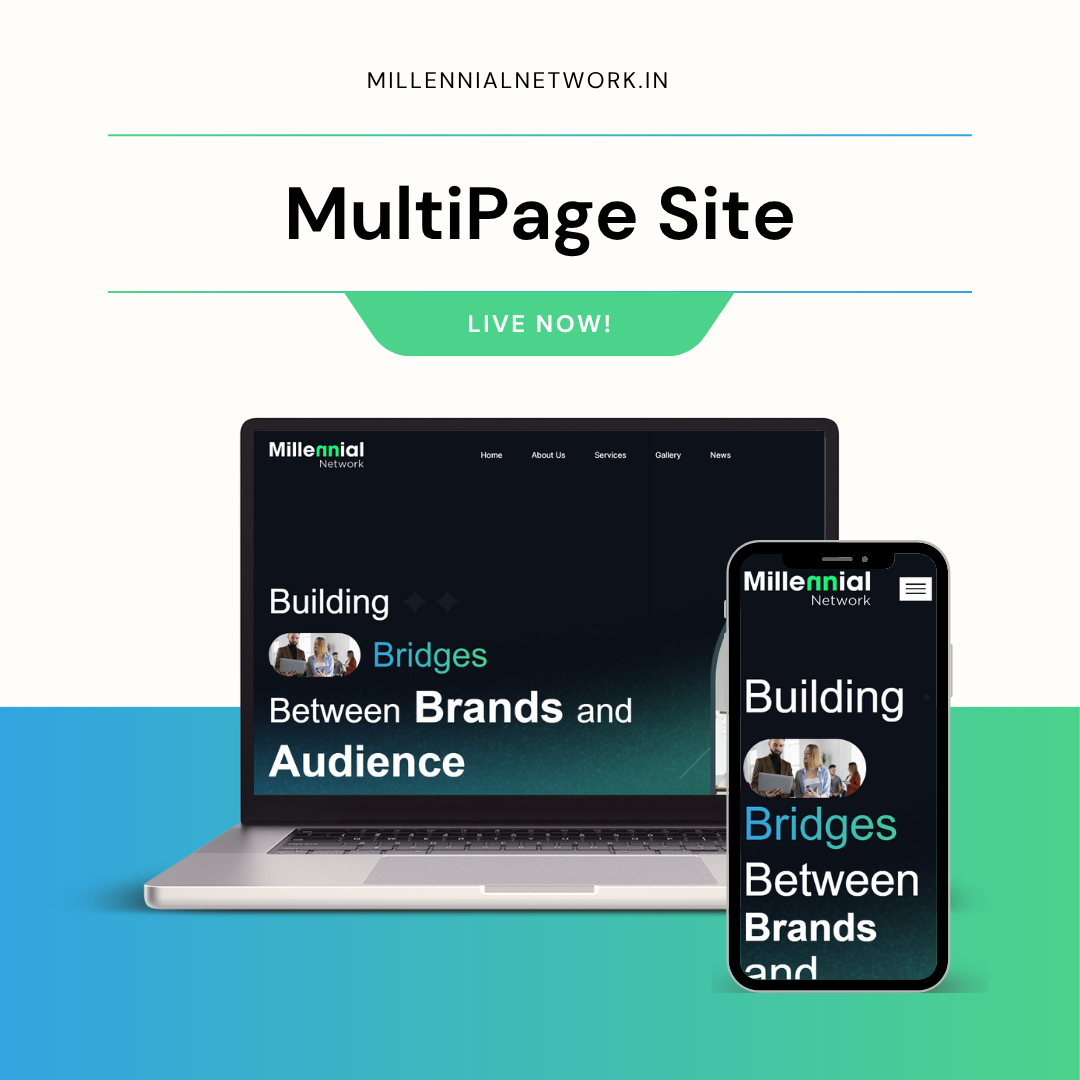 MILLENNIALNETWORK.IN
MultiPage Site
LIVE NOW!
Millennial
Network
Home About Us Services Gallery News
Building
Bridges
Between Brands and
Audience
Millennial
Network
Building
Bridges
Between
Brands
and